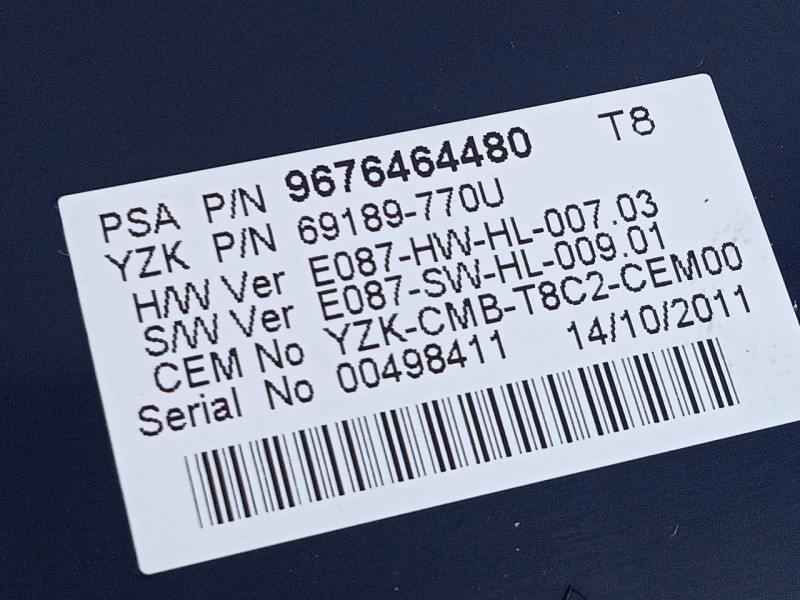 T8
PSA P/N 9676464480
YZK P/N 69189-770U
H/W Ver E087-HW-HL-007.03
S/W Ver E087-SW-HL-009.01
CEM No YZK-CMB-T8C2-CEM00
Serial No 00498411 14/10/2011